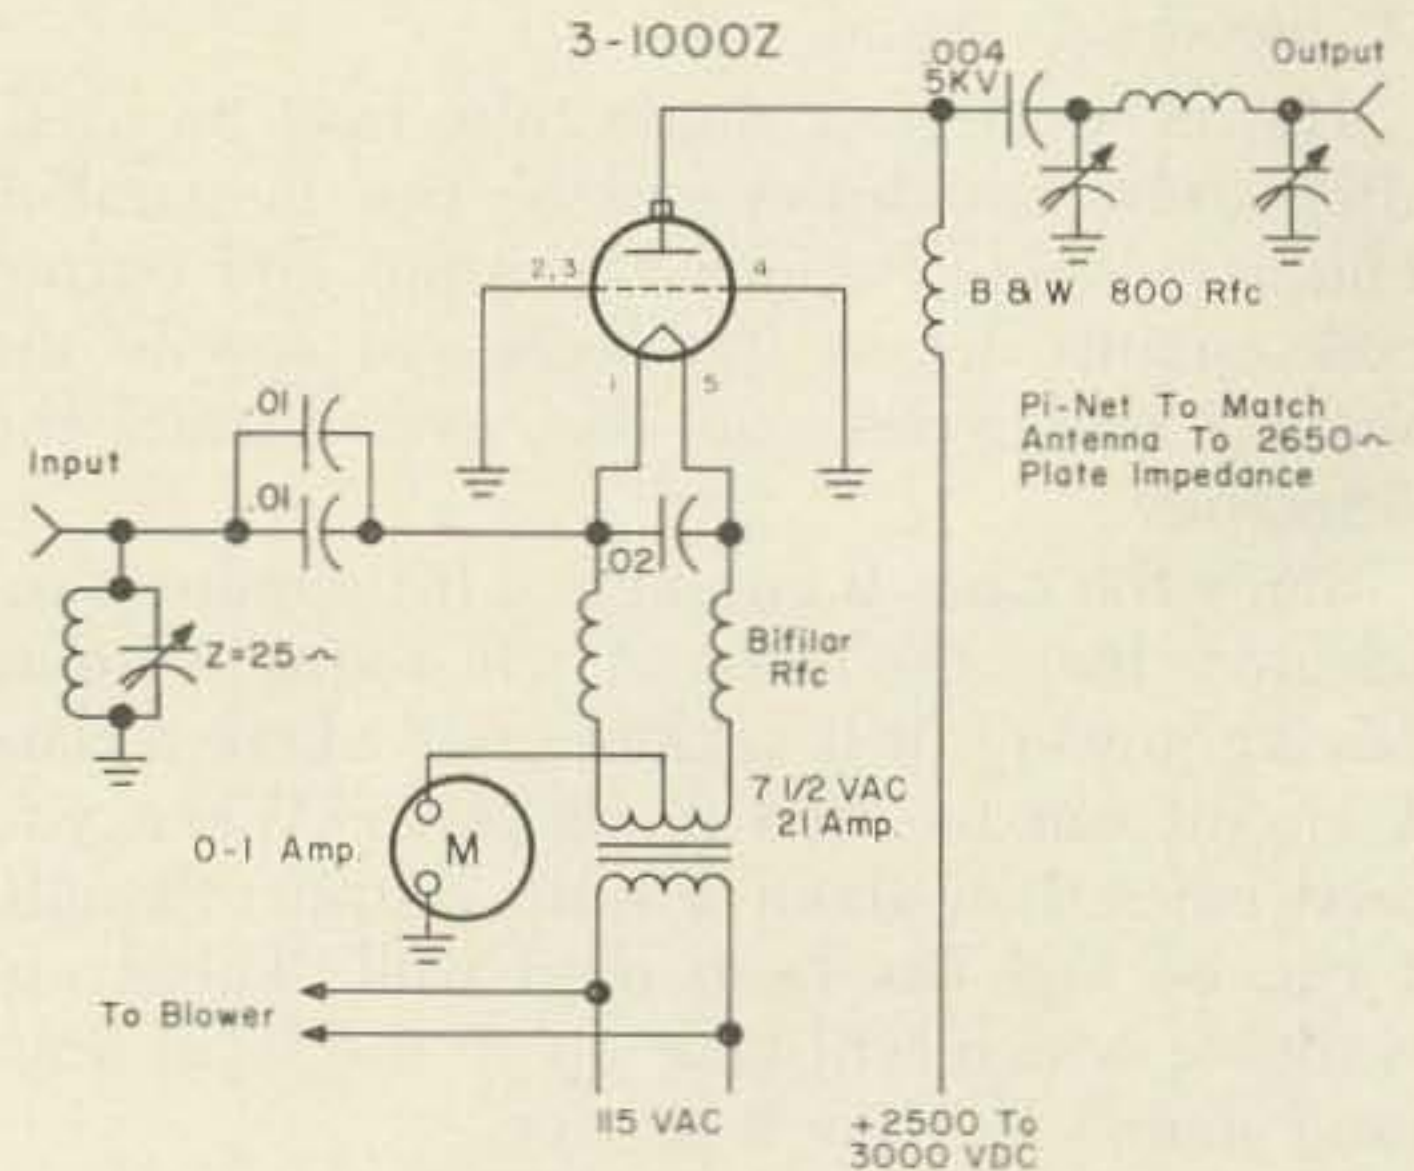 3-1000Z
.004
5KV
Output
2,3
4
B & W 800 Rfc
1
5
Pi-Net To Match
Antenna To 2650~
Plate Impedance
.01
Input
.01
.02
Z=25~
Bifilar
Rfc
7 1/2 VAC
21 Amp.
0-1 Amp.
M
To Blower
115 VAC
+2500 To
3000 VDC